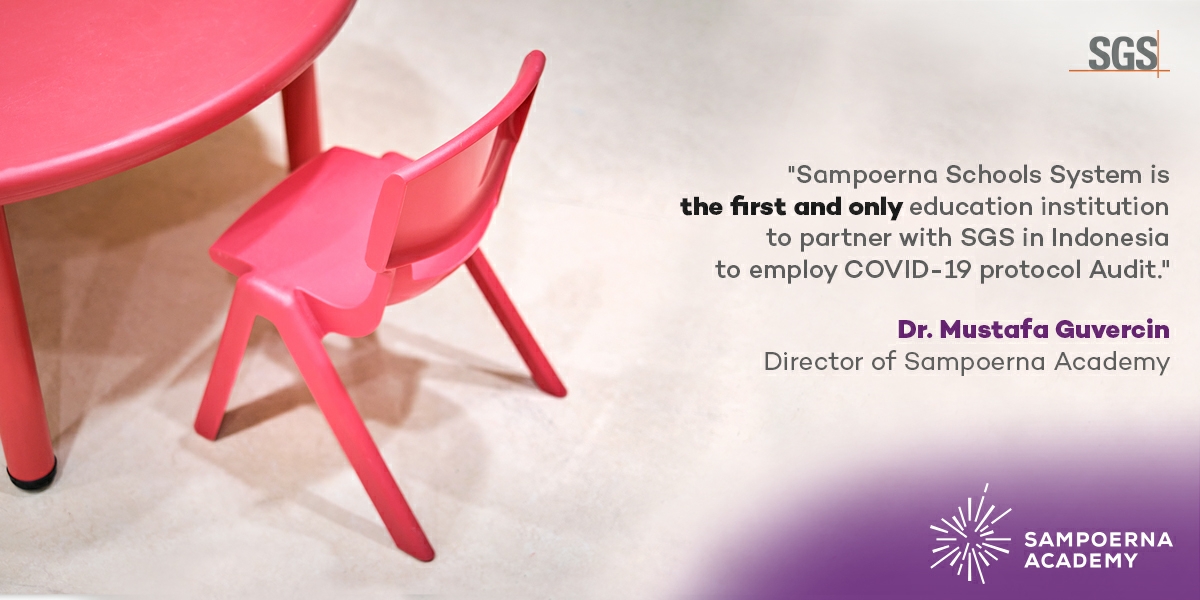 SGS
"Sampoerna Schools System is
the first and only education institution
to partner with SGS in Indonesia
to employ COVID-19 protocol Audit."
Dr. Mustafa Guvercin
Director of Sampoerna Academy
SAMPOERNA
ACADEMY